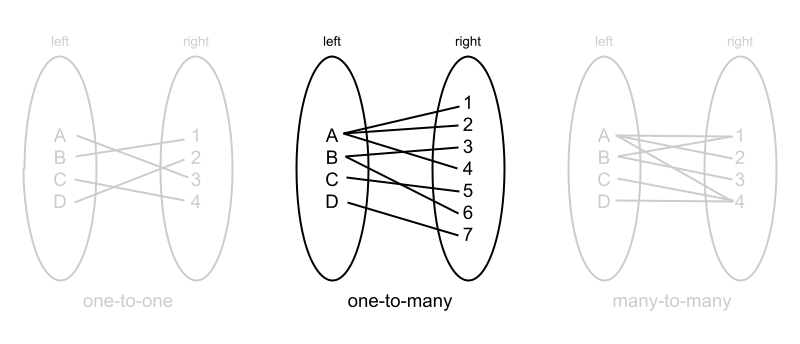 left right
A 1
B 2
C 3
D 4
one-to-one
left right
1
A 2
B 3
4
C 5
D 6
7
one-to-many
left right
A 1
B 2
C 3
D 4
many-to-many